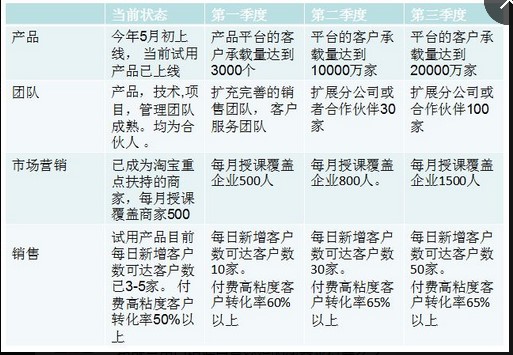 当前状态
第一季度
第二季度
第三季度
产品
今年5月初上
线，当前试用
产品已上线
产品平台的客
户承载量达到
3000个
平台的客户承
载量达到
10000万家
平台的客户承
载量达到
20000万家
团队
产品，技术,项
目，管理团队
成熟。均为合
伙人 。
扩充完善的销
售团队， 客户
服务团队
扩展分公司或
者合作伙伴30
家
扩展分公司或
合作伙伴100
家
市场营销
已成为淘宝重
点扶持的商
家，每月授课
覆盖商家500
每月授课覆盖
企业500人
每月授课覆盖
企业800人。
每月授课覆盖
企业1500人
销售
试用产品目前
每日新增客户
数可达客户数
已3-5家。 付
费高粘度客户
转化率50%以
上
每日新增客户
数可达客户数
10家。
付费高粘度客
户转化率60%
以上
每日新增客户
数可达客户数
30家。
付费高粘度客
户转化率65%
以上
每日新增客户
数可达客户数
50家。
付费高粘度客
户转化率65%
以上